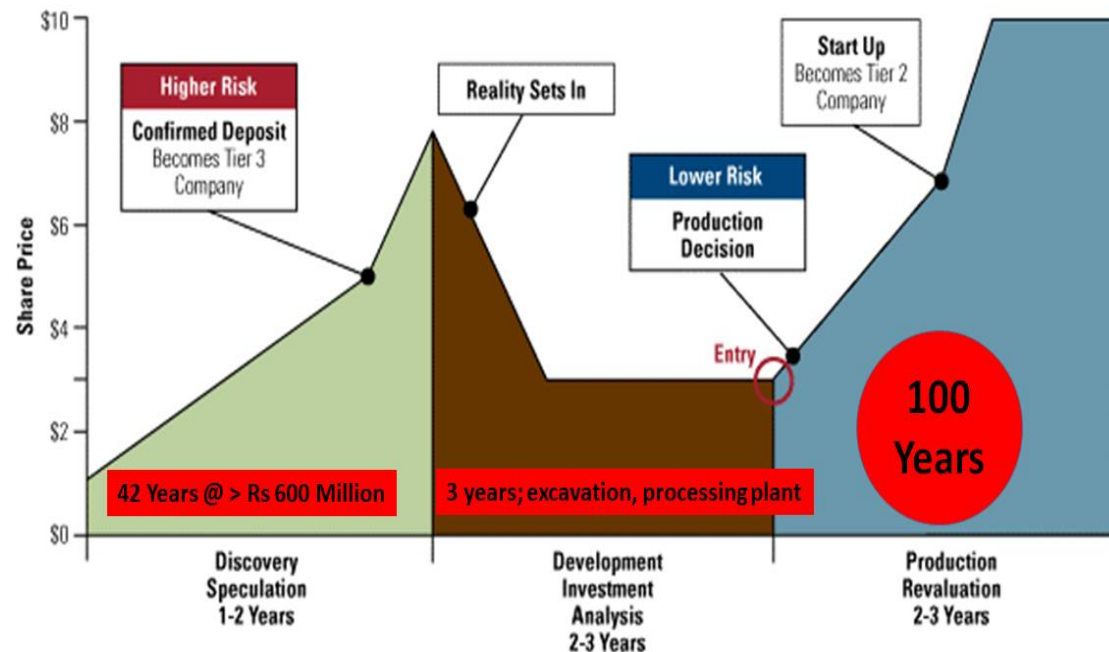 $10
$8
$6
$4
$2
$0
Share Price
Higher Risk
Confirmed Deposit
Becomes Tier 3
Company
Reality Sets In
Lower Risk
Production
Decision
Start Up
Becomes Tier 2
Company
Entry
100
Years
42 Years @ > Rs 600 Million
3 years; excavation, processing plant
Discovery
Speculation
1-2 Years
Development
Investment
Analysis
2-3 Years
Production
Revaluation
2-3 Years